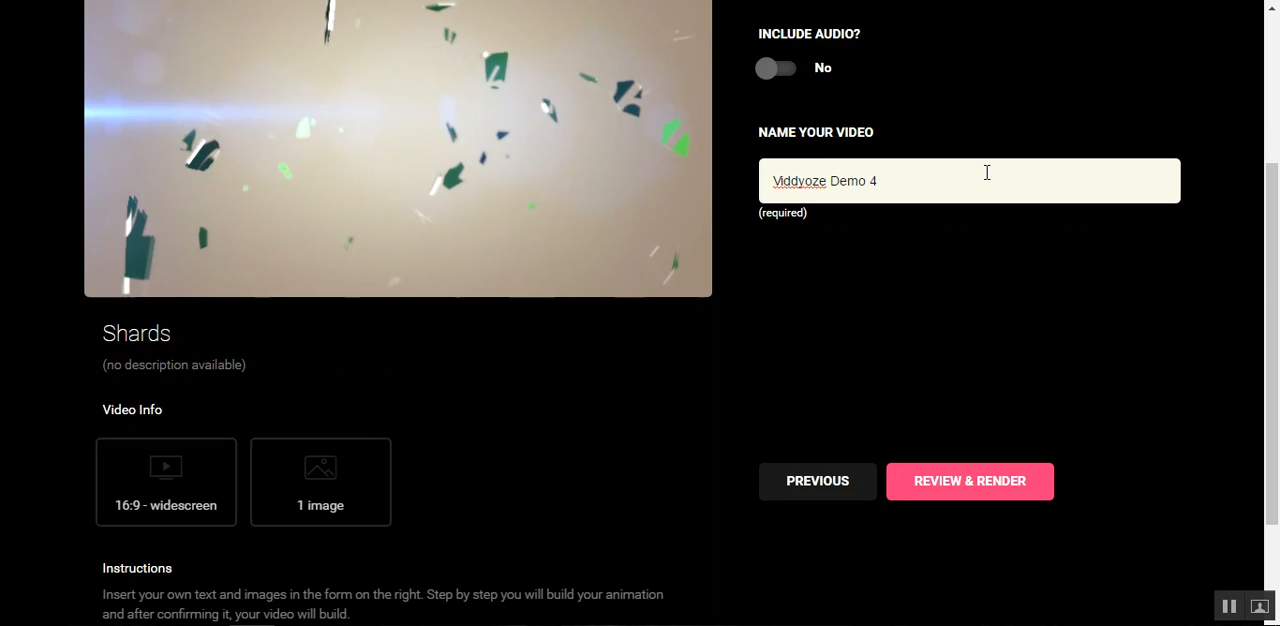 INCLUDE AUDIO?
No
NAME YOUR VIDEO
Viddyoze Demo 4
(required)
Shards
(no description available)
Video Info
16:9 - widescreen
1 image
PREVIOUS
REVIEW & RENDER
Instructions
Insert your own text and images in the form on the right. Step by step you will build your animation
and after confirming it, your video will build.